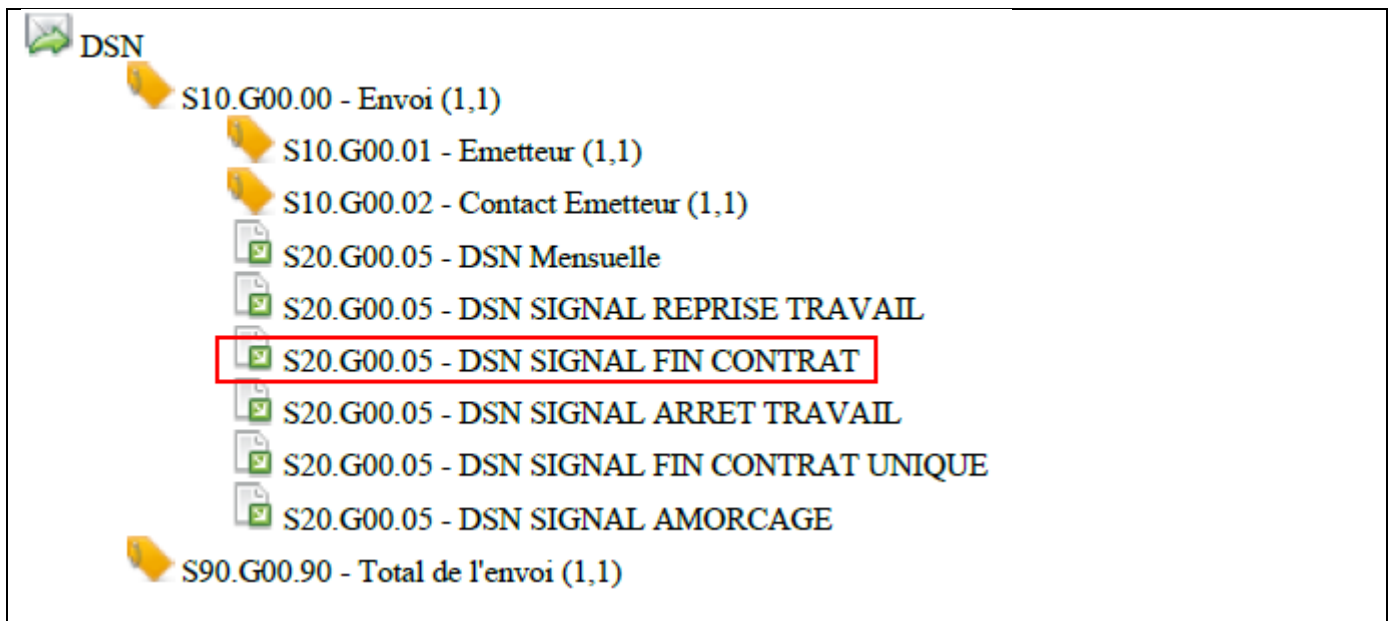 DSN
S10.G00.00 - Envoi (1,1)
S10.G00.01 - Emetteur (1,1)
S10.G00.02 - Contact Emetteur (1,1)
S20.G00.05 - DSN Mensuelle
S20.G00.05 - DSN SIGNAL REPRISE TRAVAIL
S20.G00.05 - DSN SIGNAL FIN CONTRAT
S20.G00.05 - DSN SIGNAL ARRET TRAVAIL
S20.G00.05 - DSN SIGNAL FIN CONTRAT UNIQUE
S20.G00.05 - DSN SIGNAL AMORCAGE
S90.G00.90 - Total de l'envoi (1,1)